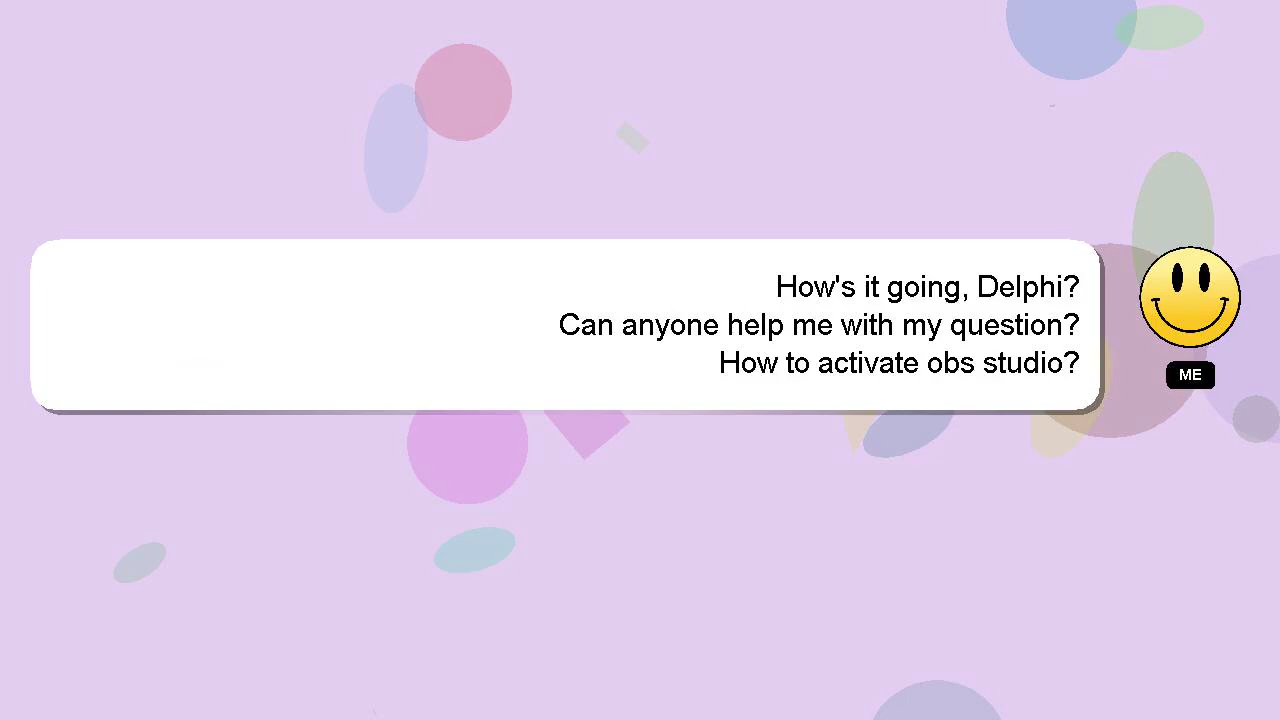 How's it going, Delphi?
Can anyone help me with my question?
How to activate obs studio?
ME